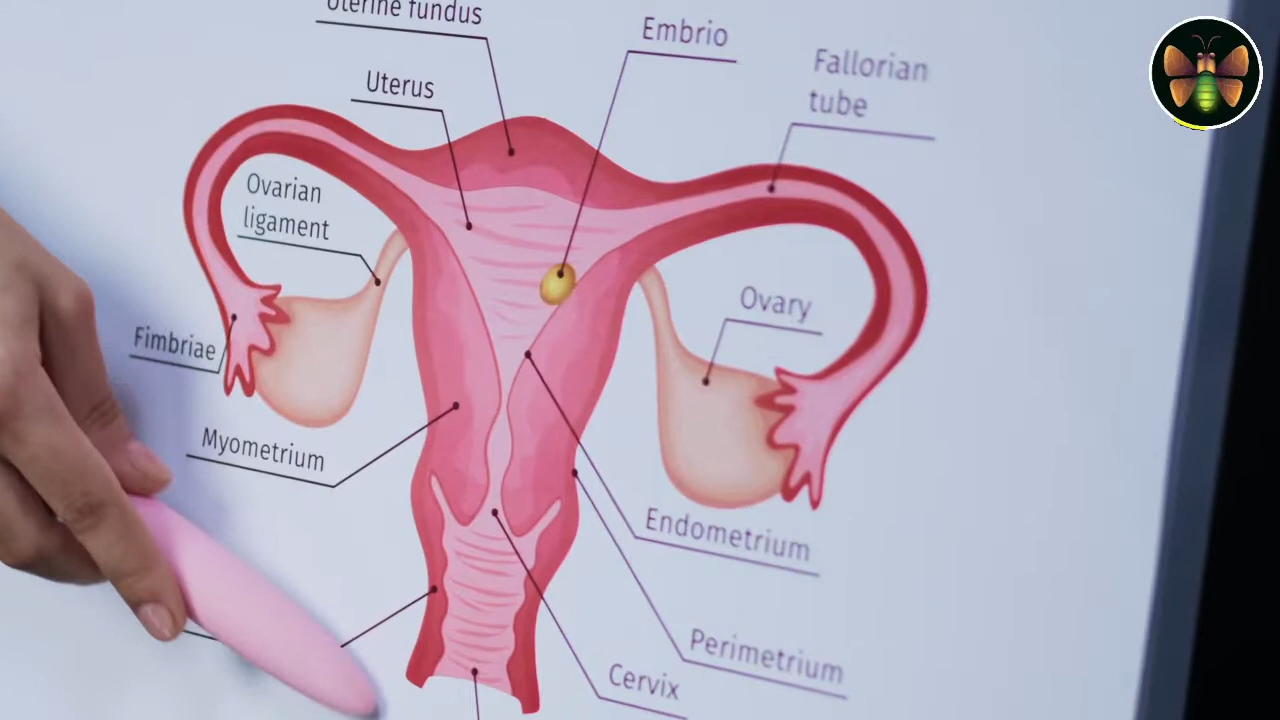 Uterine fundus
Embrio
Uterus
Fallorian
tube
Ovarian
ligament
Ovary
Fimbriae
Myometrium
Endometrium
Perimetrium
Cervix